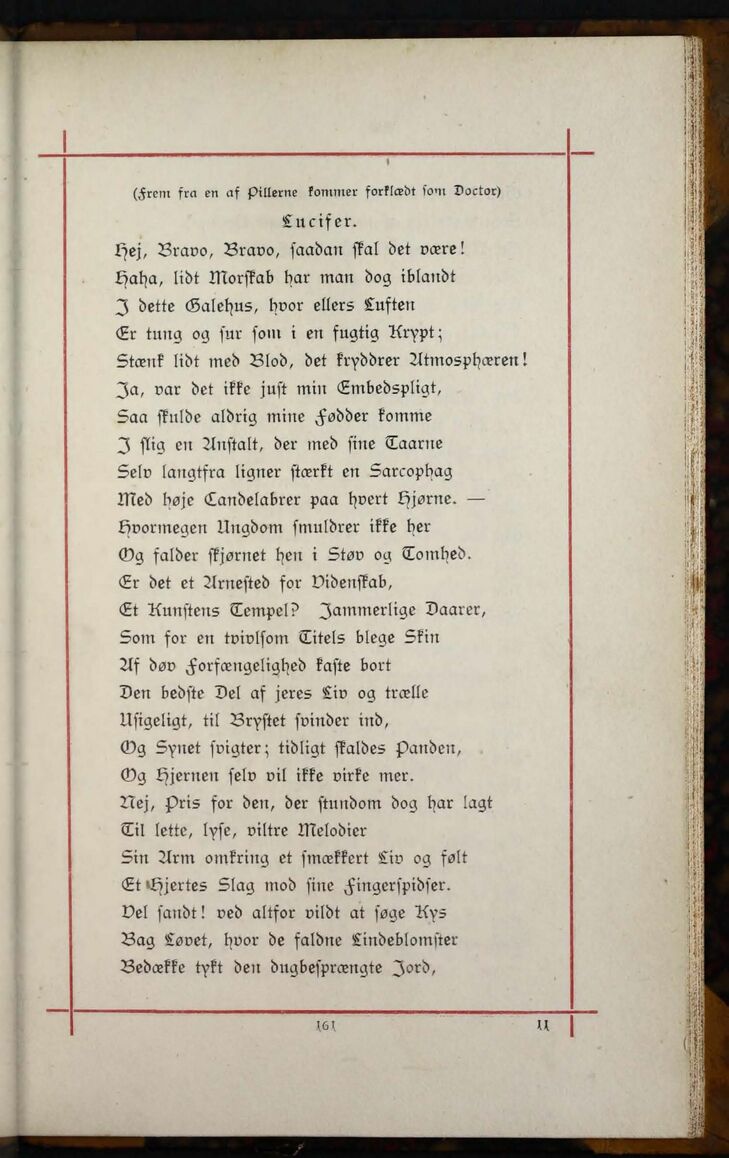 (Frem fra en af Pillerne kommer forklædt som Doctor)
Lucifer.
Hej, Bravo, Bravo, saadan skal det være!
Haha, lidt Morskab har man dog iblandt
I dette Galehus, hvor ellers Luften
Er tung og sur som i en fugtig Krypt;
Stænk lidt med Blod, det kryddrer Atmosphæren!
Ja, var det ikke just min Embedspligt,
Saa skulde aldrig mine Fødder komme
I slig en Anstalt, der med sine Taarne
Selv langtfra ligner stærkt en Sarcophag
Med høje Candelabrer paa hvert Hjørne. —
Hvormegen Ungdom smuldrer ikke her
Og falder skjørnet hen i Støv og Tomhed.
Er det et Arnested for Videnskab,
Et Kunstens Tempel? Jammerlige Daarer,
Som for en tvivlsom Titels blege Skin
Af døv Forfængelighed kaste bort
Den bedste Del af jeres Liv og trælle
Usigeligt, til Brystet svinder ind,
Og Synet svigter; tidligt skaldes Panden,
Og Hjernen selv vil ikke virke mer.
Nej, Pris for den, der stundom dog har lagt
Til lette, lyse, viltre Melodier
Sin Arm omkring et smækkert Liv og følt
Et Hjertes Slag mod sine Fingerspidser.
Vel sandt! ved altfor vildt at søge Kys
Bag Løvet, hvor de faldne Lindeblomster
Bedække tykt den dugbesprængte Jord,
161
11